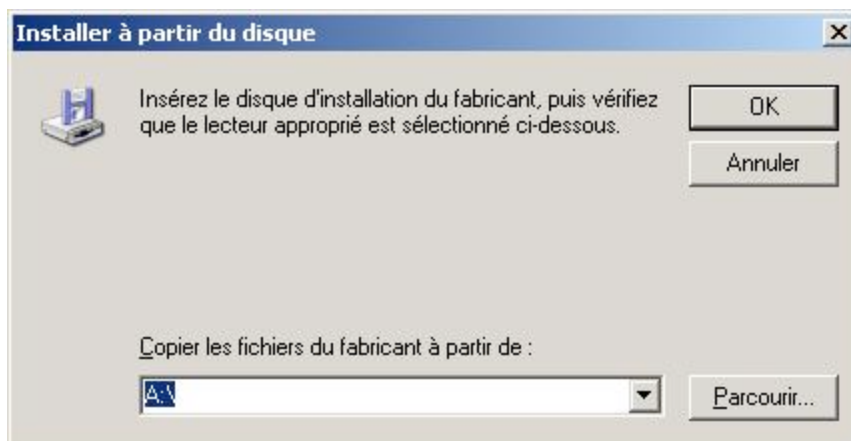 Installer à partir du disque
Insérez le disque d'installation du fabricant, puis vérifiez
que le lecteur approprié est sélectionné ci-dessous.
OK
Annuler
Copier les fichiers du fabricant à partir de :
A:\
Parcourir...